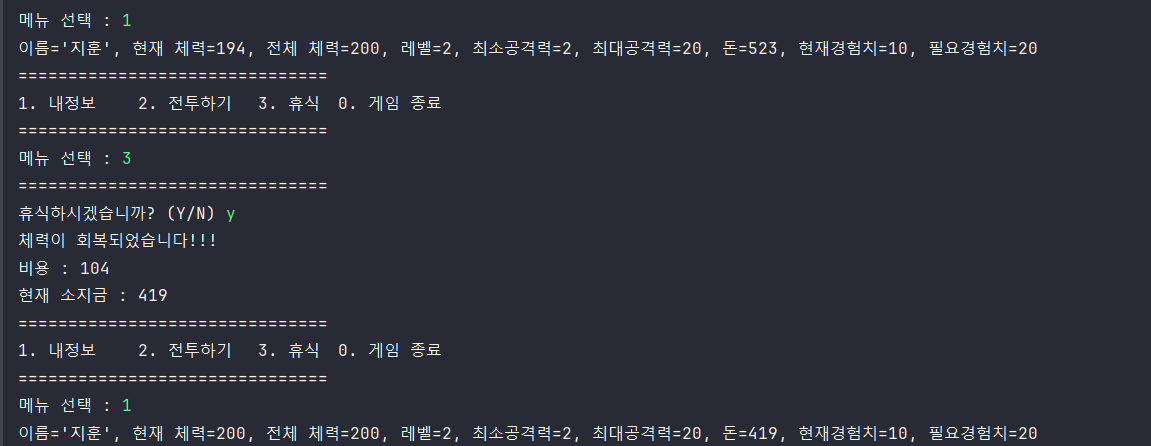 메뉴 선택 : 1
이름='지훈', 현재 체력=194, 전체 체력=200, 레벨=2, 최소공격력=2, 최대공격력=20, 돈=523, 현재경험치=10, 필요경험치=20
===============================
1. 내정보    2. 전투하기   3. 휴식  0. 게임 종료
===============================
메뉴 선택 : 3
===============================
휴식하시겠습니까? (Y/N) y
체력이 회복되었습니다!!!
비용 : 104
현재 소지금 : 419
===============================
1. 내정보    2. 전투하기   3. 휴식  0. 게임 종료
===============================
메뉴 선택 : 1
이름='지훈', 현재 체력=200, 전체 체력=200, 레벨=2, 최소공격력=2, 최대공격력=20, 돈=419, 현재경험치=10, 필요경험치=20